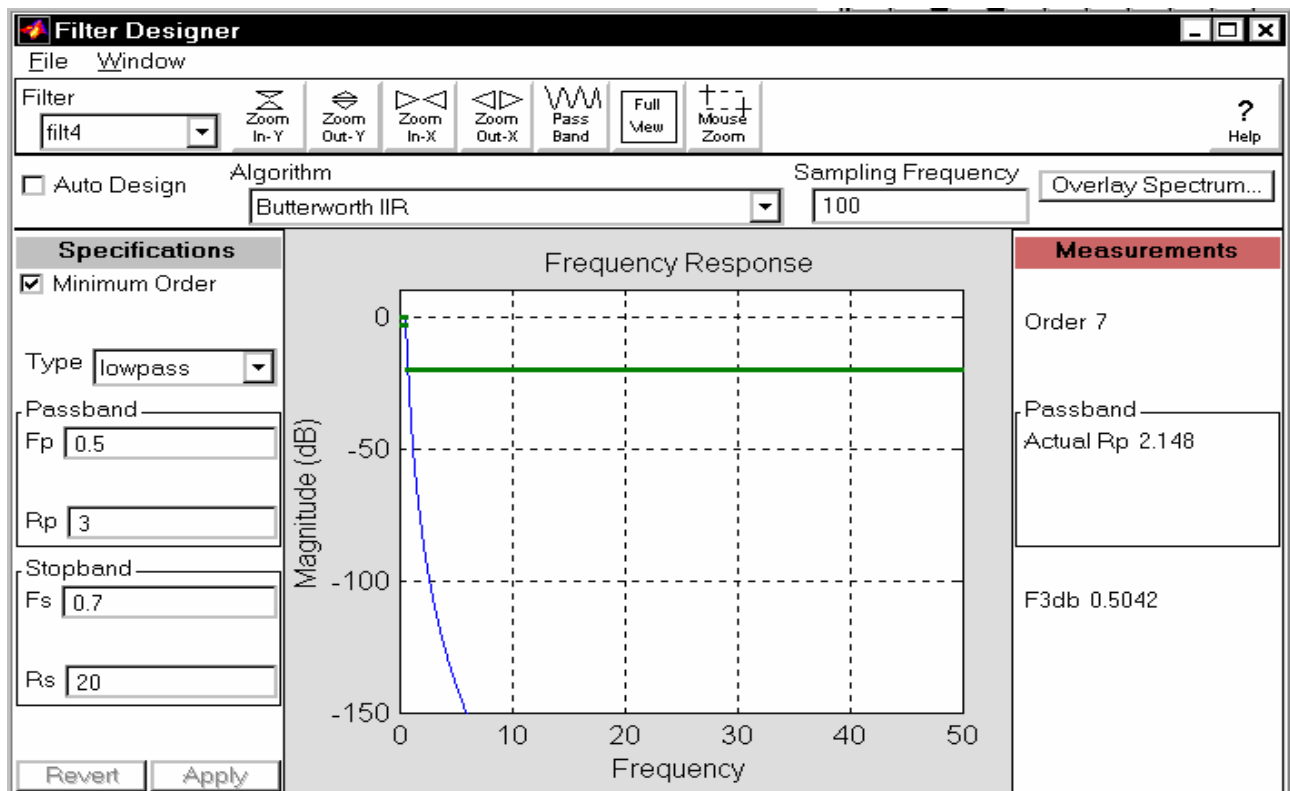 Filter Designer
File Window
Filter
filt4
Zoom In-Y
Zoom Out-Y
Zoom In-X
Zoom Out-X
Pass Band
Full View
Mouse Zoom
? Help
Auto Design
Algorithm
Butterworth IIR
Sampling Frequency
100
Overlay Spectrum...
Specifications
Minimum Order
Type lowpass
Passband
Fp 0.5
Rp 3
Stopband
Fs 0.7
Rs 20
Revert Apply
Frequency Response
Magnitude (dB)
0
-50
-100
-150
0 10 20 30 40 50
Frequency
Measurements
Order 7
Passband
Actual Rp 2.148
F3db 0.5042